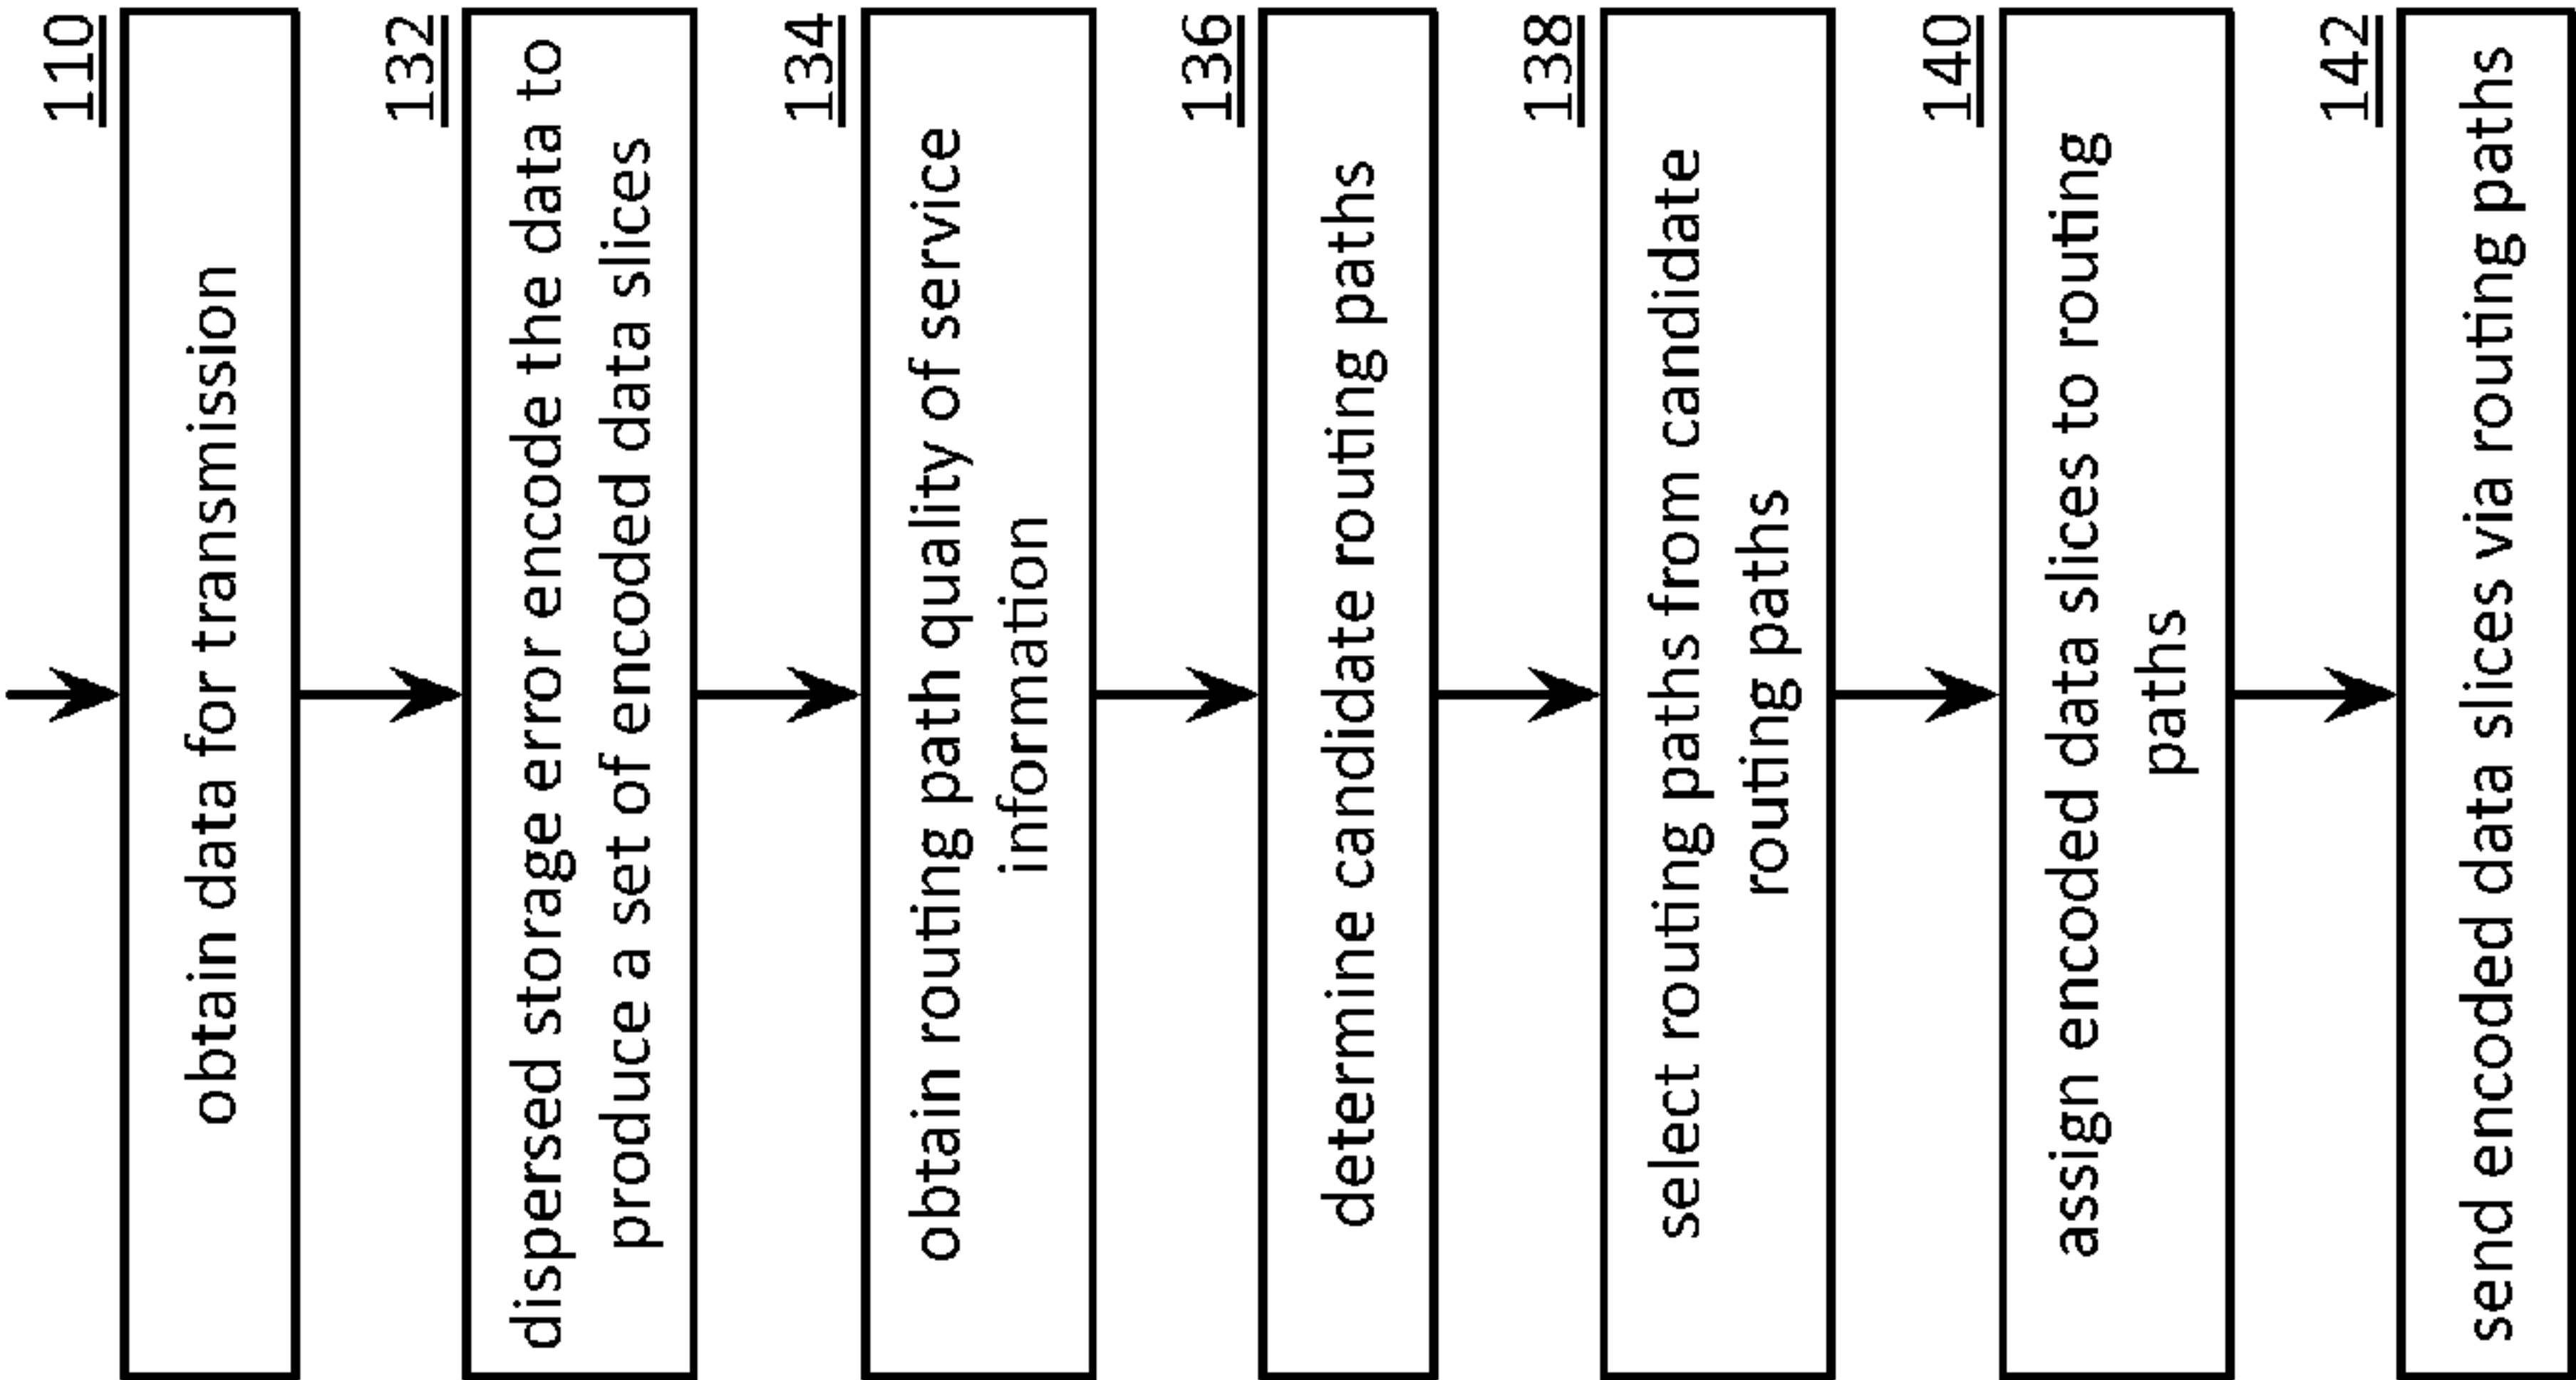 110
obtain data for transmission
132
dispersed storage error encode the data to
produce a set of encoded data slices
134
obtain routing path quality of service
information
136
determine candidate routing paths
138
select routing paths from candidate
routing paths
140
assign encoded data slices to routing
paths
142
send encoded data slices via routing paths